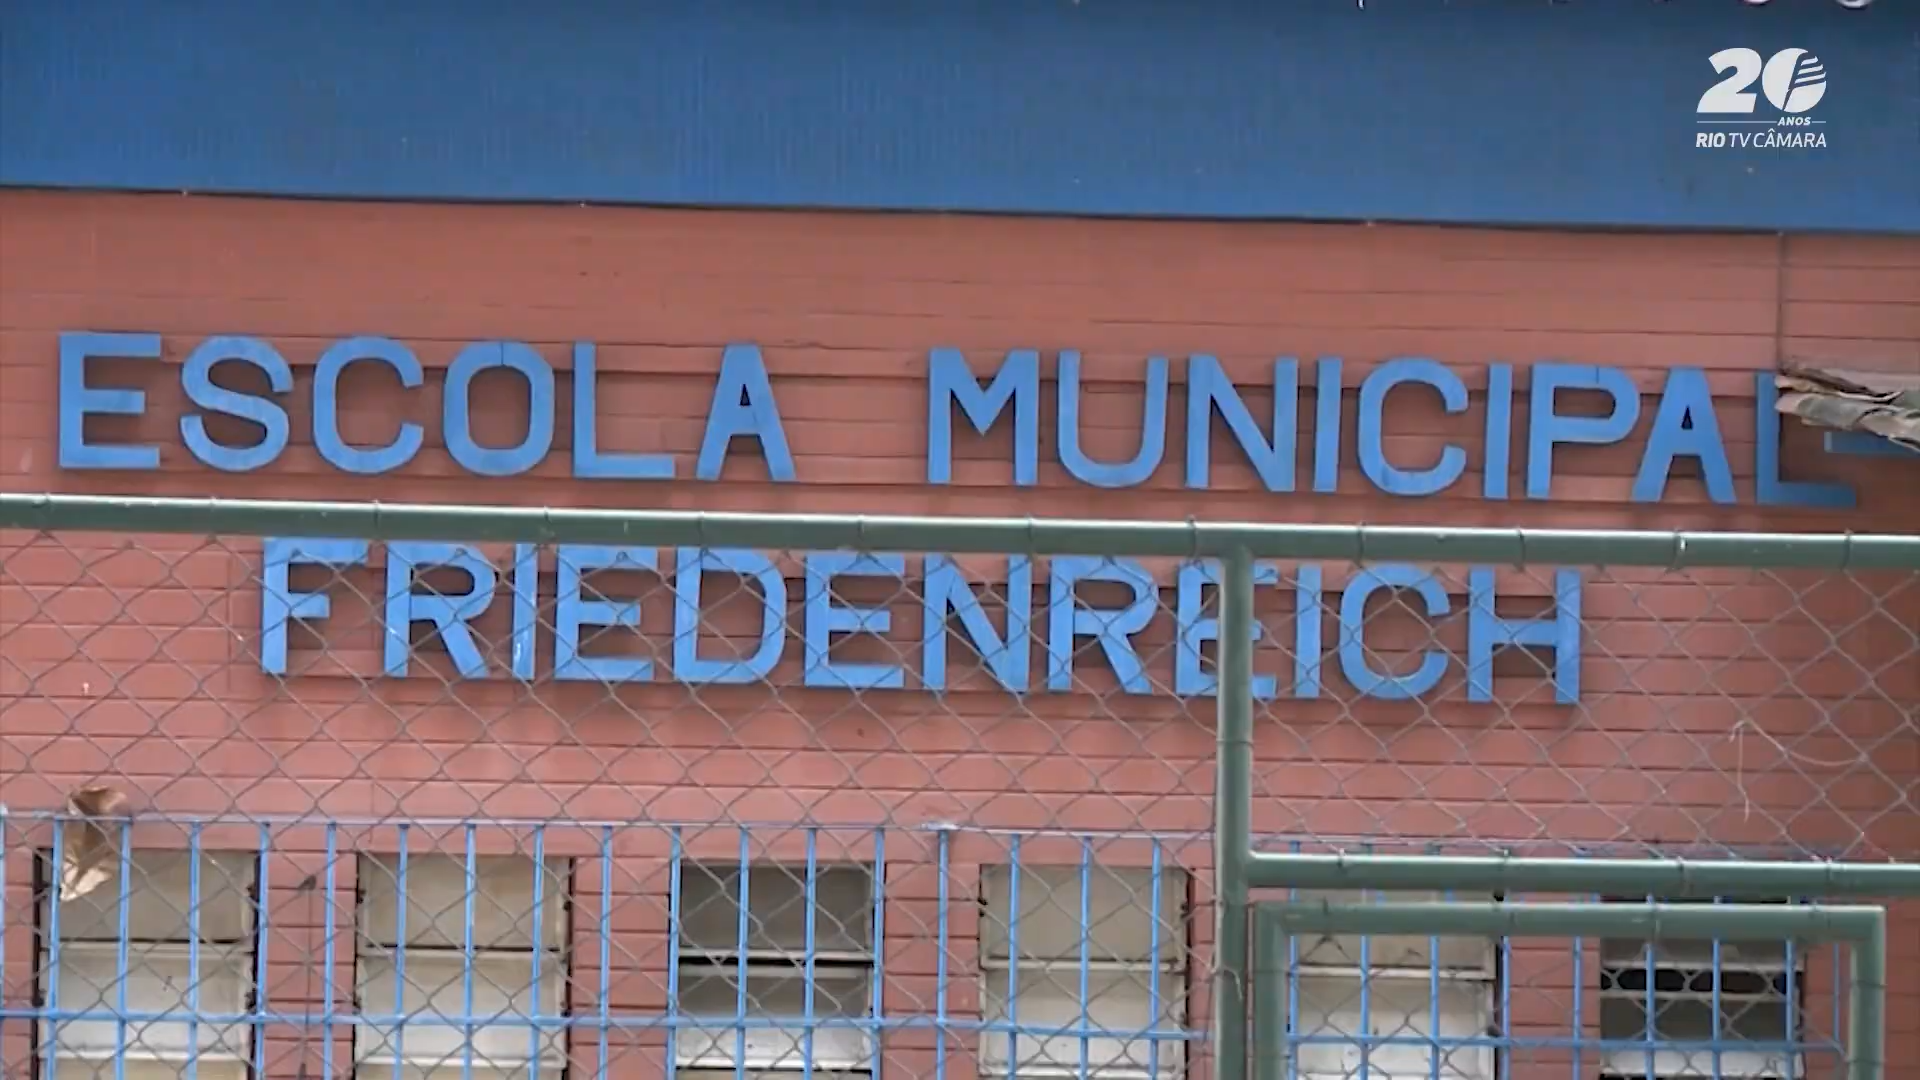 20
ANOS
RIO TV CÂMARA
ESCOLA MUNICIPAL
FRIEDENREICH